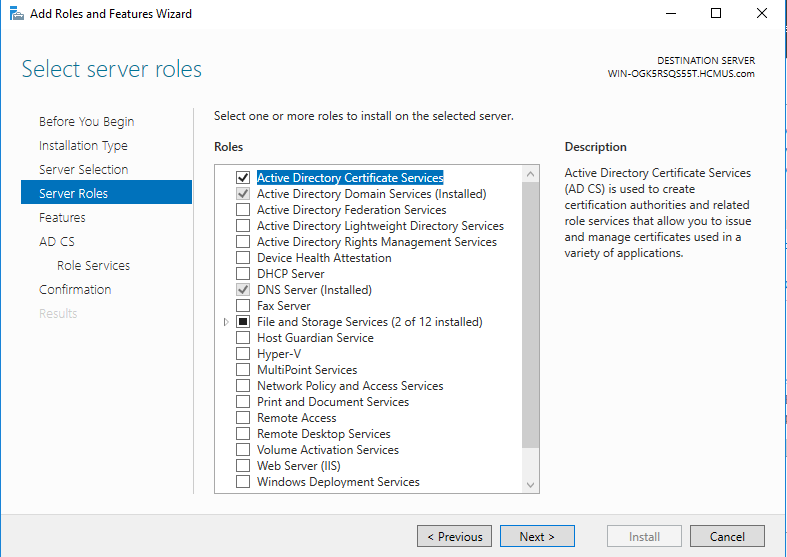 Add Roles and Features Wizard
Select server roles
DESTINATION SERVER
WIN-OGK5RSQS55T.HCMUS.com
Before You Begin
Installation Type
Server Selection
Server Roles
Features
AD CS
Role Services
Confirmation
Results
Select one or more roles to install on the selected server.
Roles
Active Directory Certificate Services
Active Directory Domain Services (Installed)
Active Directory Federation Services
Active Directory Lightweight Directory Services
Active Directory Rights Management Services
Device Health Attestation
DHCP Server
DNS Server (Installed)
Fax Server
File and Storage Services (2 of 12 installed)
Host Guardian Service
Hyper-V
MultiPoint Services
Network Policy and Access Services
Print and Document Services
Remote Access
Remote Desktop Services
Volume Activation Services
Web Server (IIS)
Windows Deployment Services
Description
Active Directory Certificate Services
(AD CS) is used to create
certification authorities and related
role services that allow you to issue
and manage certificates used in a
variety of applications.
< Previous
Next >
Install
Cancel